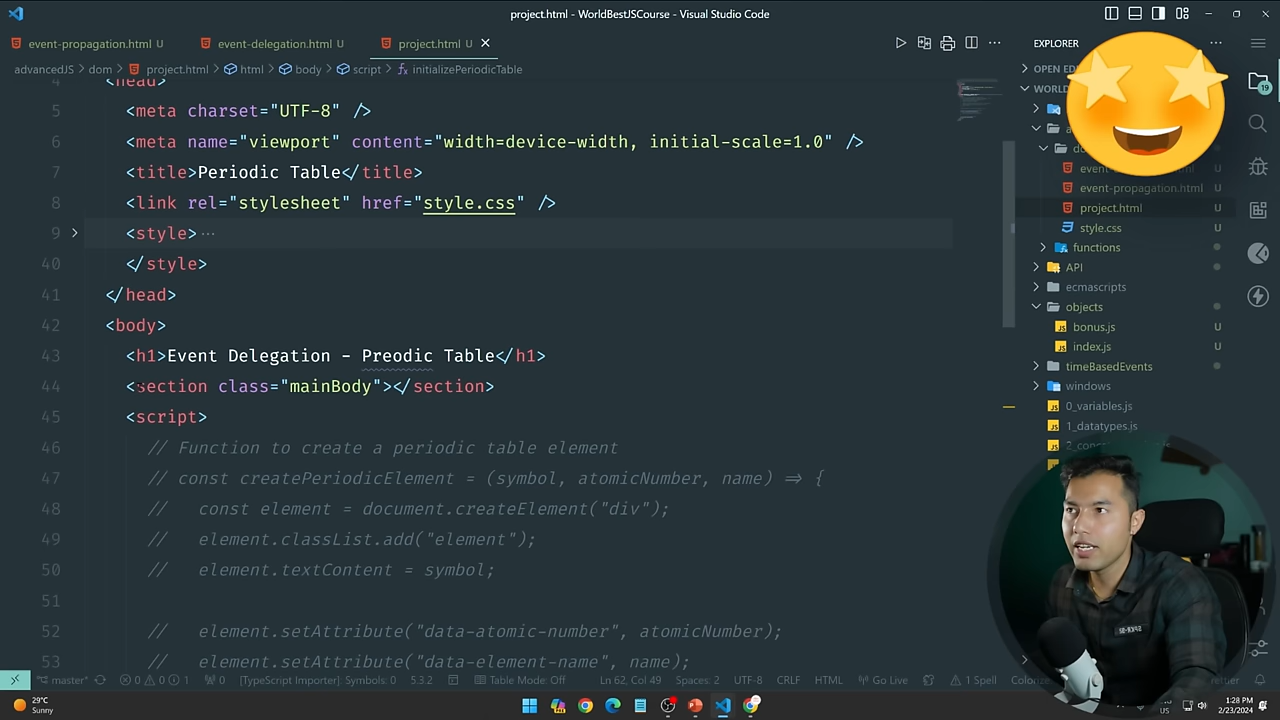 project.html - WorldBestJSCourse - Visual Studio Code
event-propagation.html U
event-delegation.html U
project.html U
advancedJS > dom > project.html > html > body > script > initializePeriodicTable
<head>
5 <meta charset="UTF-8" />
6 <meta name="viewport" content="width=device-width, initial-scale=1.0" />
7 <title>Periodic Table</title>
8 <link rel="stylesheet" href="style.css" />
9 <style>…
40 </style>
41 </head>
42 <body>
43 <h1>Event Delegation - Preodic Table</h1>
44 <section class="mainBody"></section>
45 <script>
46 // Function to create a periodic table element
47 // const createPeriodicElement = (symbol, atomicNumber, name) => {
48 // const element = document.createElement("div");
49 // element.classList.add("element");
50 // element.textContent = symbol;
51
52 // element.setAttribute("data-atomic-number", atomicNumber);
53 // element.setAttribute("data-element-name", name);
EXPLORER
OPEN
WORLD
U
event-propagation.html U
project.html U
style.css U
functions
API
ecmascripts
objects
bonus.js U
index.js U
timeBasedEvents
windows
0_variables.js
1_datatypes.js
19
master*
0 0 1
0
[TypeScript Importer] Symbols: 0
5.3.2
Table Mode: Off
Ln 62, Col 49
Spaces: 2
UTF-8
CRLF
HTML
Go Live
1 Spell
29°C
Sunny
US
1:28 PM
2/23/2024